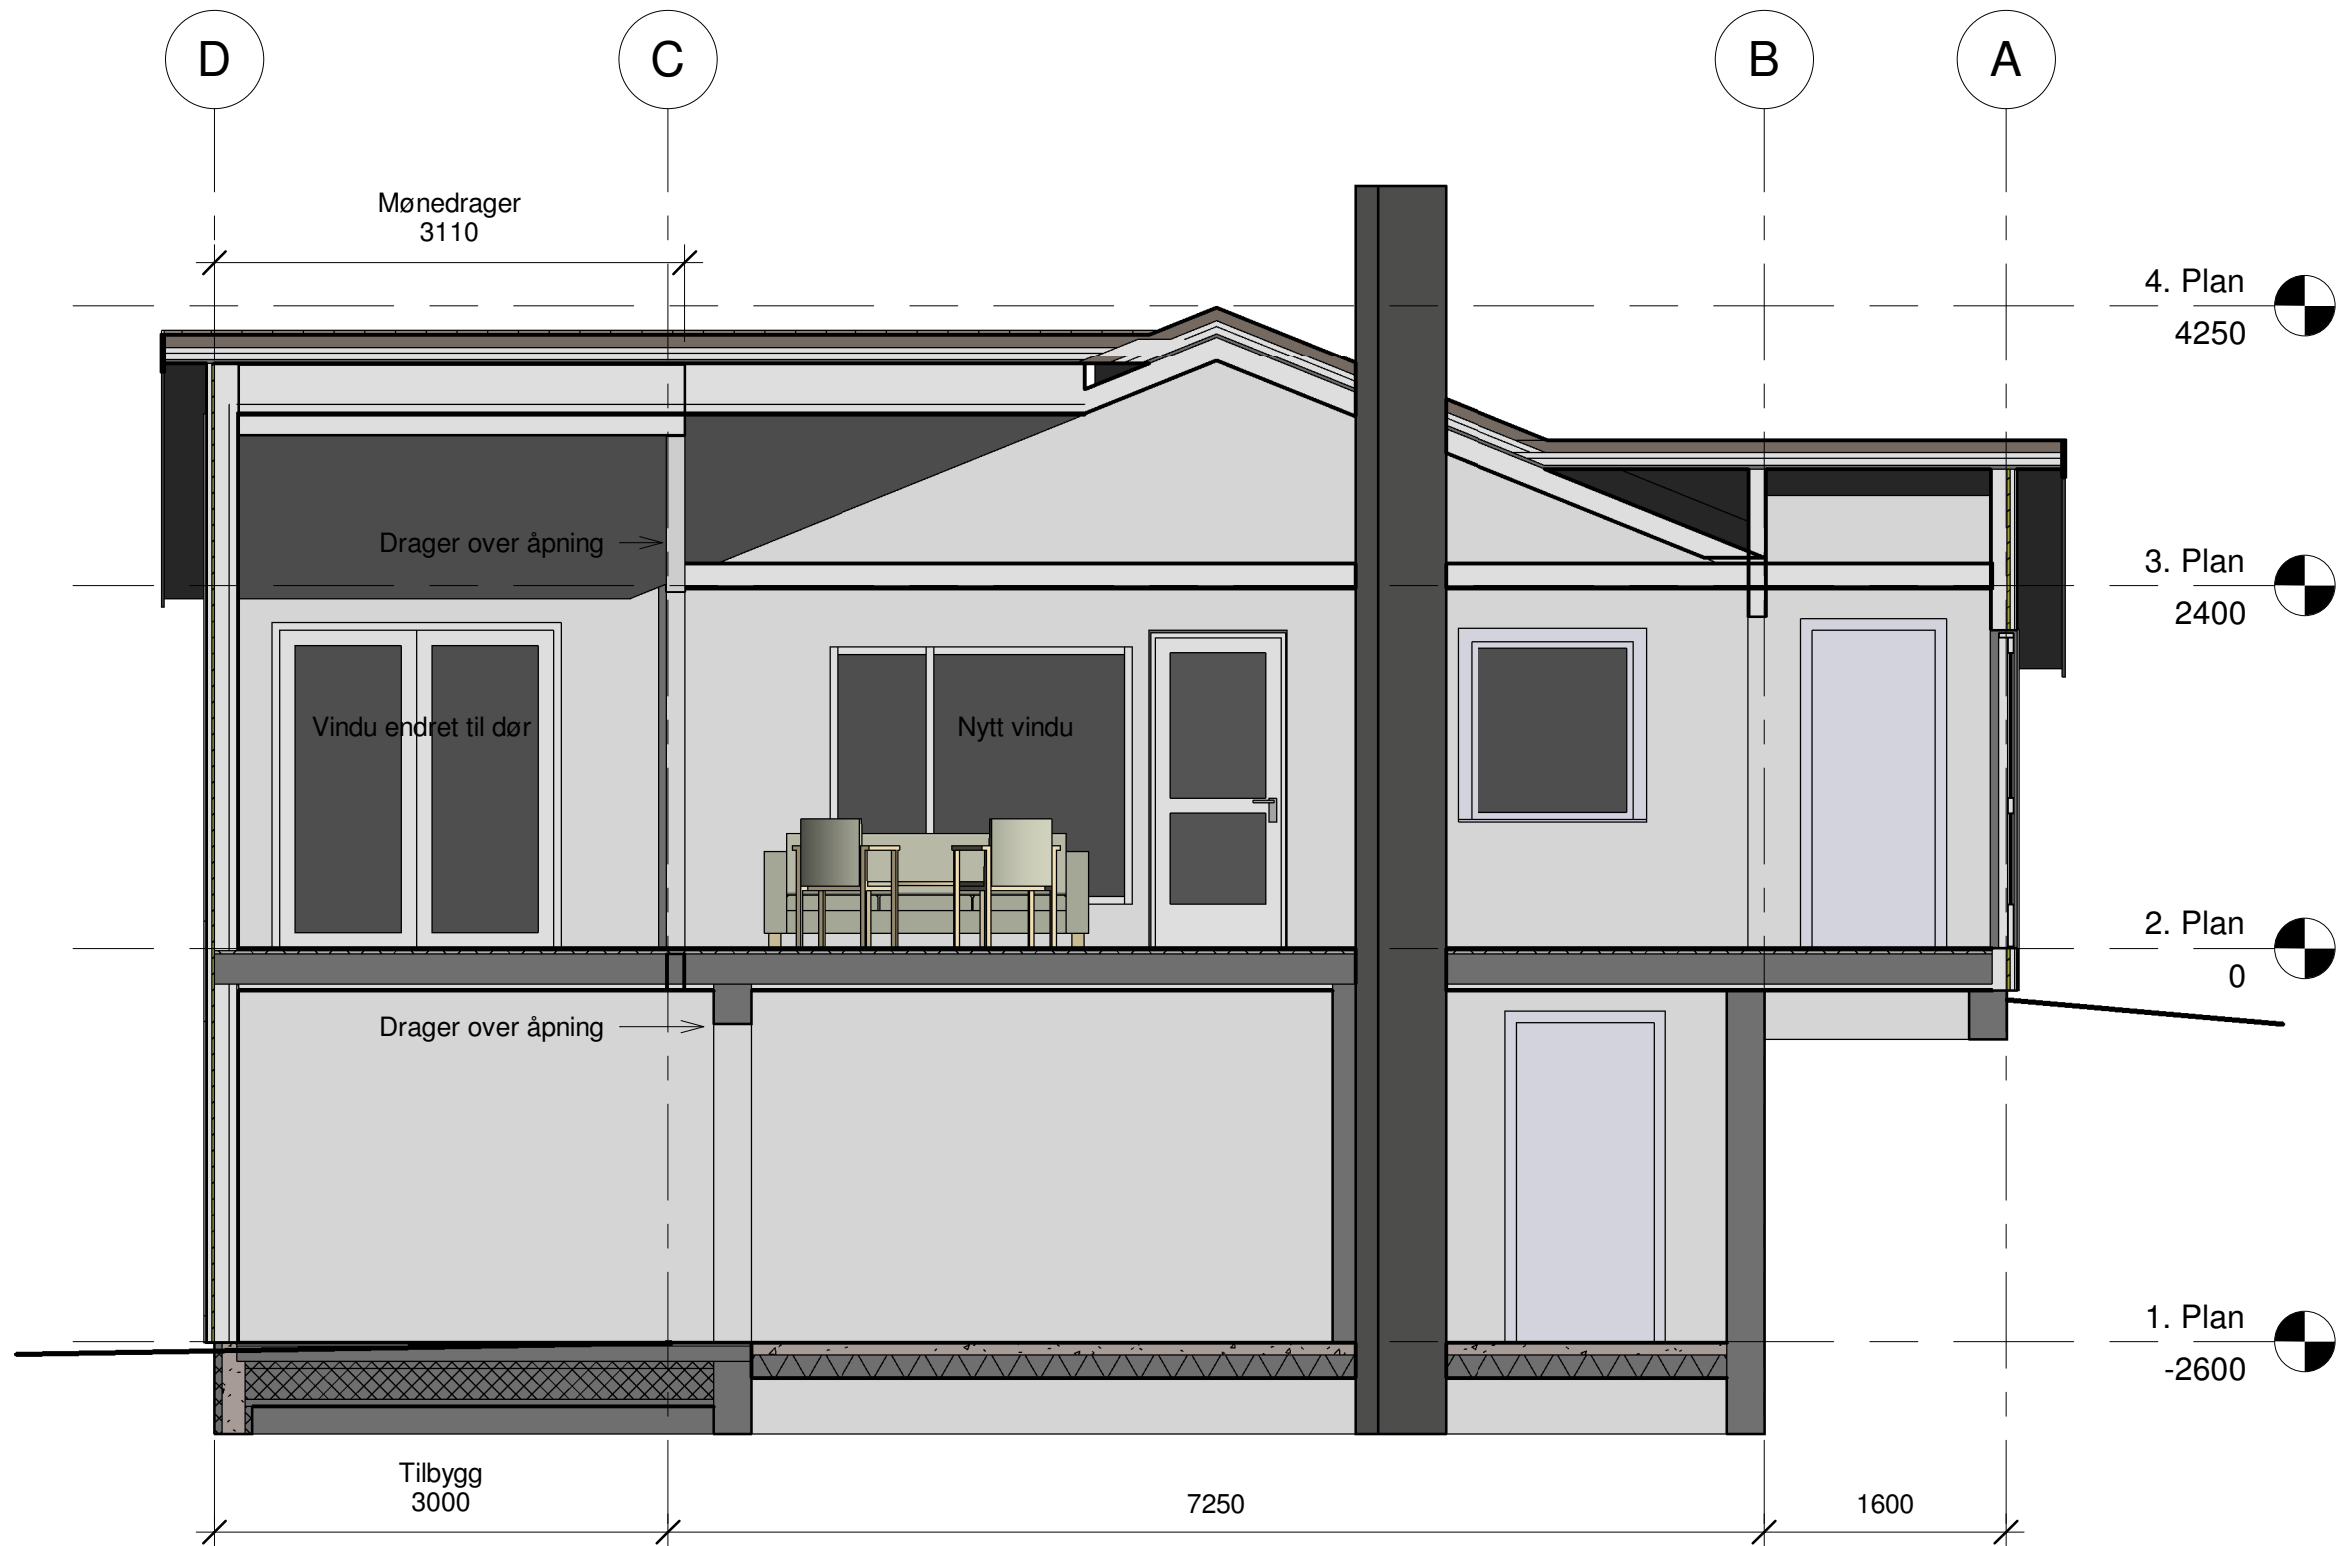 D
C
B
A
Mønedrager
3110
4. Plan
4250
Drager over åpning
3. Plan
2400
Vindu endret til dør
Nytt vindu
2. Plan
0
Drager over åpning
1. Plan
-2600
Tilbygg
3000
7250
1600